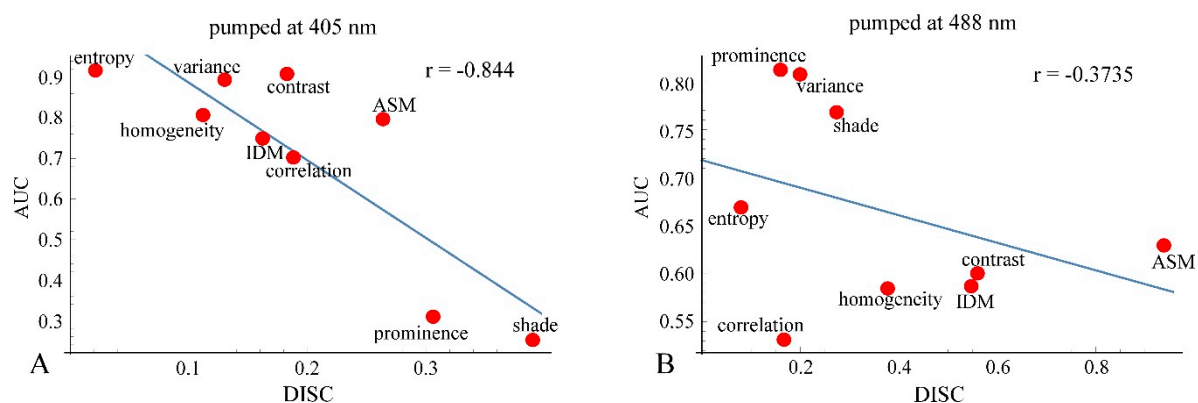 pumped at 405 nm
r = -0.844
entropy
variance
contrast
homogeneity
ASM
IDM
correlation
prominence
shade
AUC
0.9
0.8
0.7
0.6
0.5
0.4
0.3
0.1
0.2
0.3
DISC
A
pumped at 488 nm
r = -0.3735
prominence
variance
shade
entropy
contrast
ASM
homogeneity
IDM
correlation
AUC
0.80
0.75
0.70
0.65
0.60
0.55
0.2
0.4
0.6
0.8
DISC
B